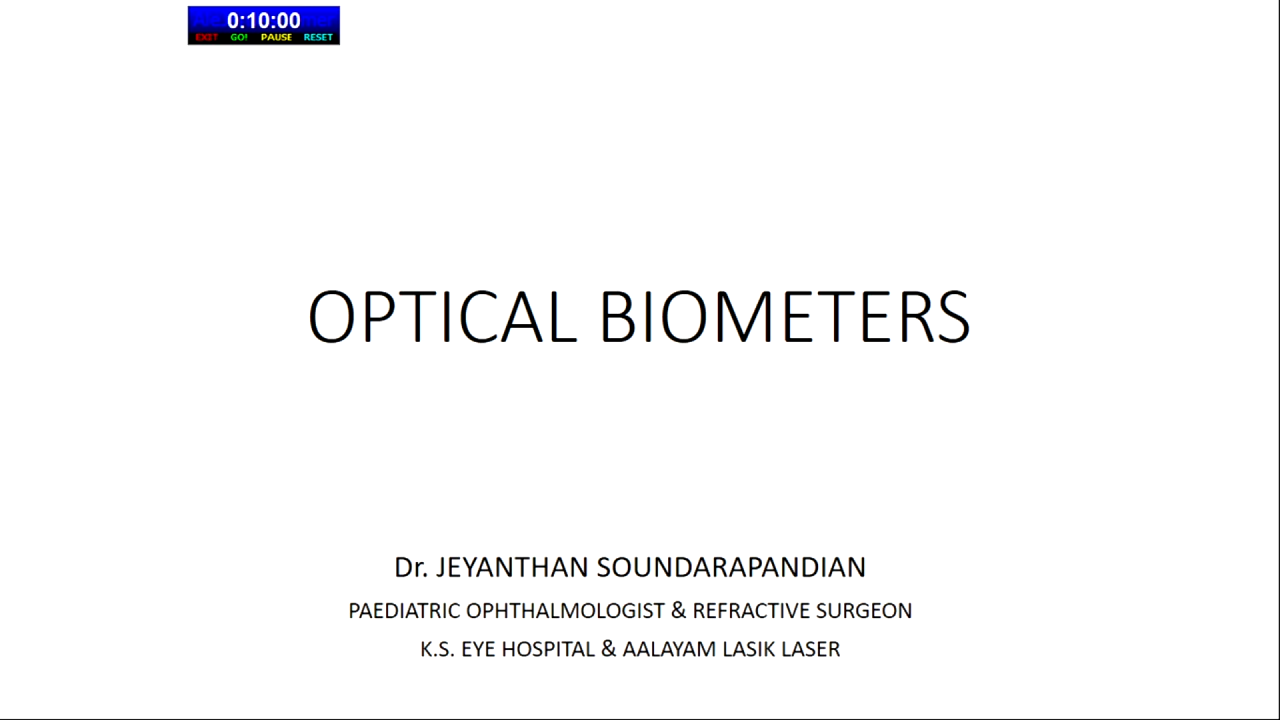 0:10:00
EXIT GO! PAUSE RESET
OPTICAL BIOMETERS
Dr. JEYANTHAN SOUNDARAPANDIAN
PAEDIATRIC OPHTHALMOLOGIST & REFRACTIVE SURGEON
K.S. EYE HOSPITAL & AALAYAM LASIK LASER